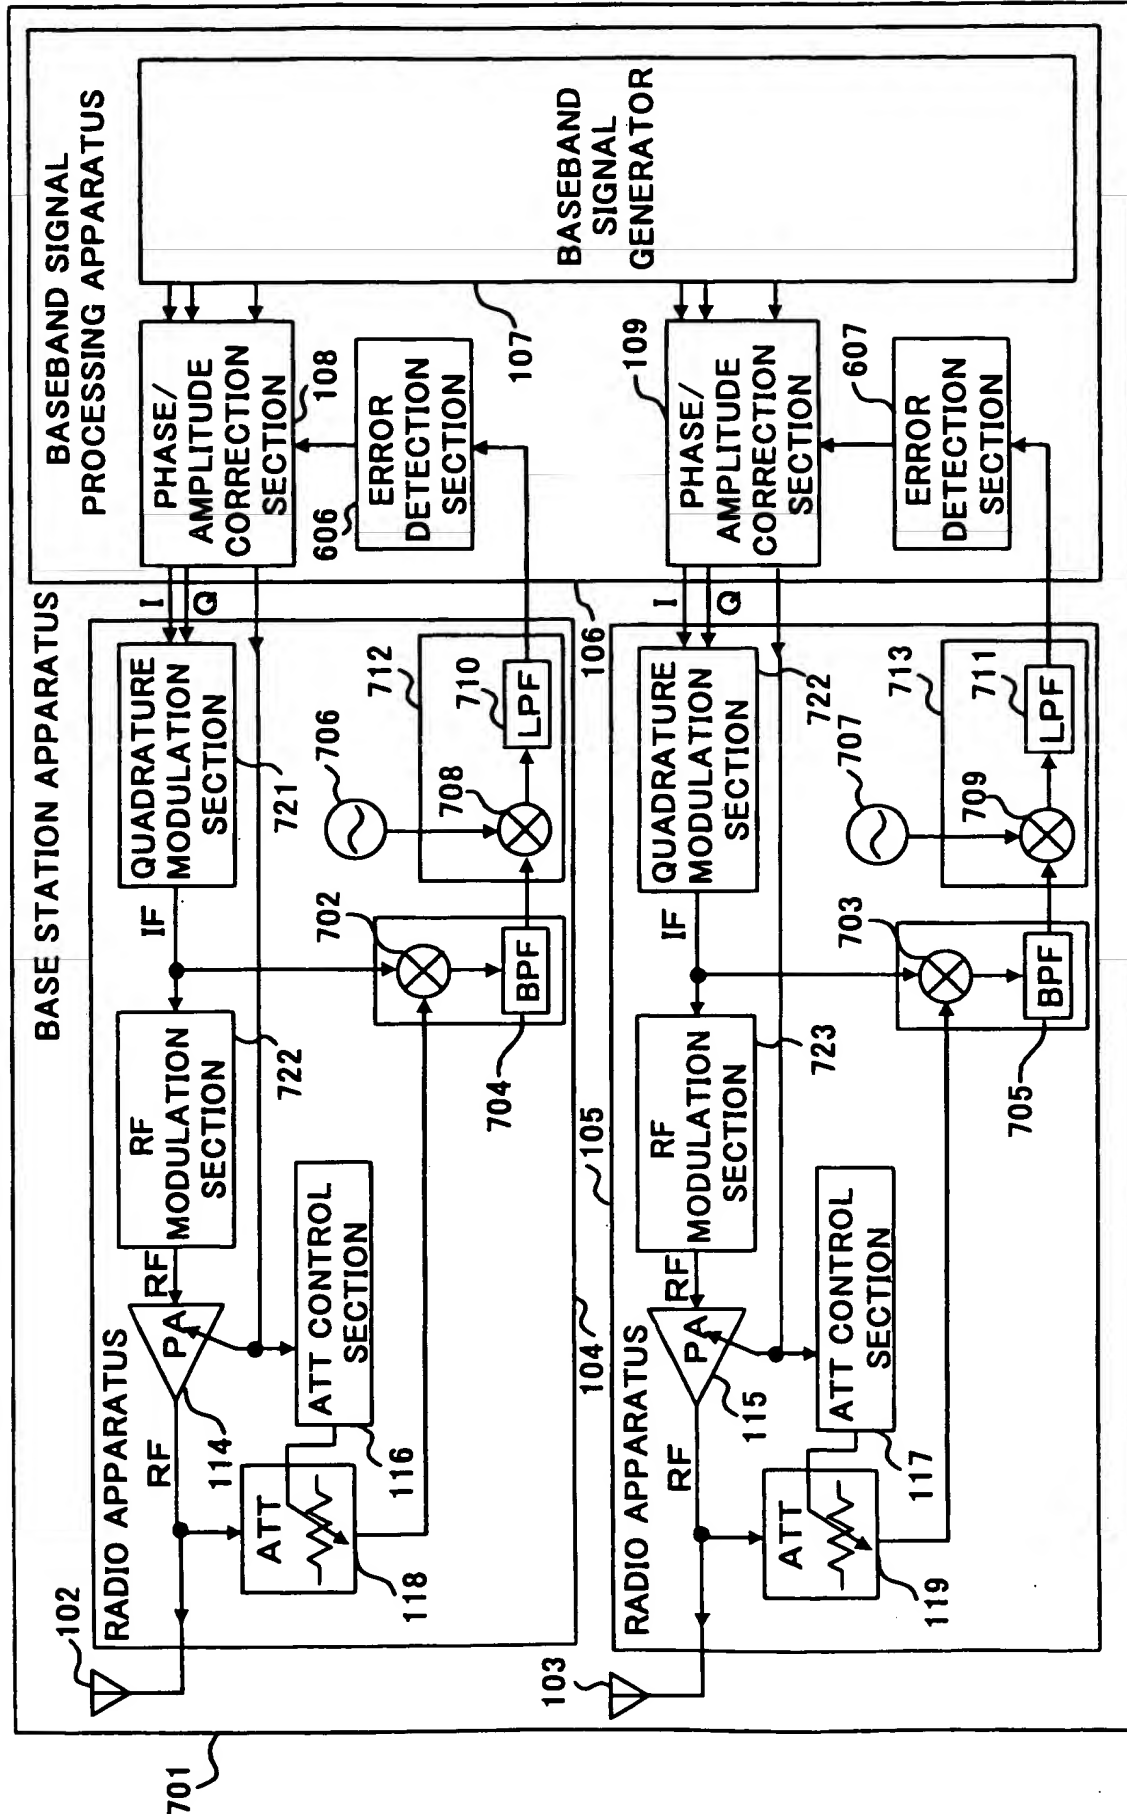 701
BASE STATION APPARATUS
102
RADIO APPARATUS
RF
114
PA
RF
RF
MODULATION
SECTION
722
IF
QUADRATURE
MODULATION
SECTION
721
I
Q
ATT
118
ATT CONTROL
SECTION
116
702
BPF
704
706
708
LPF
710
712
104
BASEBAND SIGNAL
PROCESSING APPARATUS
106
PHASE/
AMPLITUDE
CORRECTION
SECTION
108
606
ERROR
DETECTION
SECTION
107
BASEBAND
SIGNAL
GENERATOR
103
105
RADIO APPARATUS
RF
115
PA
RF
RF
MODULATION
SECTION
723
IF
QUADRATURE
MODULATION
SECTION
722
I
Q
ATT
119
ATT CONTROL
SECTION
117
703
BPF
705
707
709
LPF
711
713
109
PHASE/
AMPLITUDE
CORRECTION
SECTION
607
ERROR
DETECTION
SECTION